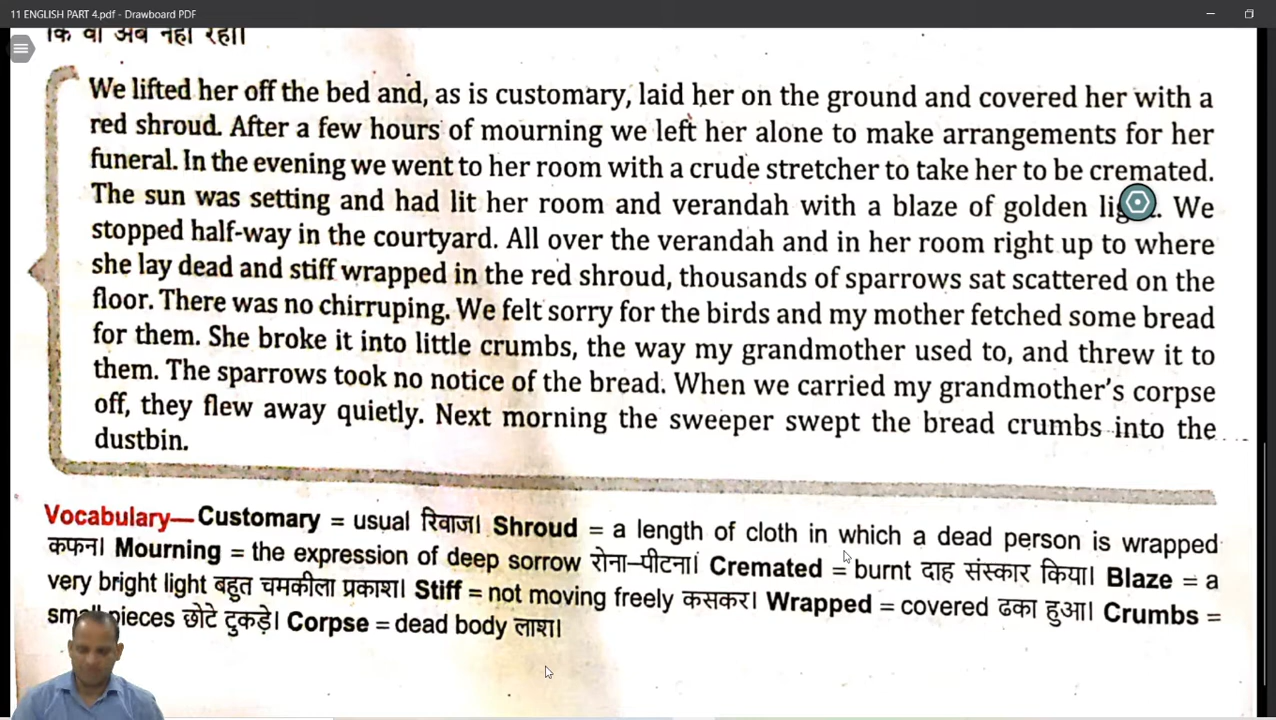 11 ENGLISH PART 4.pdf - Drawboard PDF
कि वो अब नहीं रहीं।
We lifted her off the bed and, as is customary, laid her on the ground and covered her with a
red shroud. After a few hours of mourning we left her alone to make arrangements for her
funeral. In the evening we went to her room with a crude stretcher to take her to be cremated.
The sun was setting and had lit her room and verandah with a blaze of golden We
stopped half-way in the courtyard. All over the verandah and in her room right up to where
she lay dead and stiff wrapped in the red shroud, thousands of sparrows sat scattered on the
floor. There was no chirruping. We felt sorry for the birds and my mother fetched some bread
for them. She broke it into little crumbs, the way my grandmother used to, and threw it to
them. The sparrows took no notice of the bread. When we carried my grandmother's corpse
off, they flew away quietly. Next morning the sweeper swept the bread crumbs into the
dustbin.
Vocabulary— Customary = usual रिवाज। Shroud = a length of cloth in which a dead person is wrapped
कफन। Mourning = the expression of deep sorrow रोना–पीटना। Cremated = burnt दाह संस्कार किया। Blaze = a
very bright light बहुत चमकीला प्रकाश। Stiff = not moving freely कसकर। Wrapped = covered ढका हुआ। Crumbs =
small pieces छोटे टुकड़े। Corpse = dead body लाश।